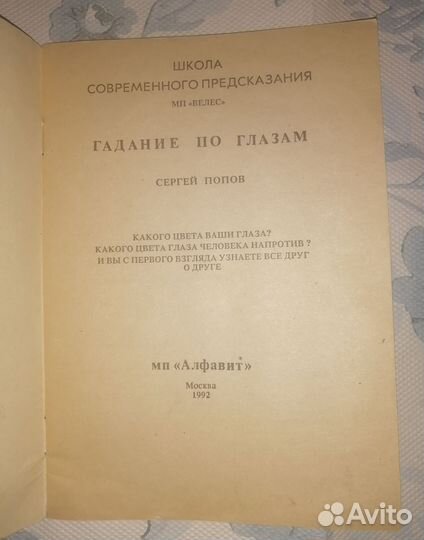 ШКОЛА
СОВРЕМЕННОГО ПРЕДСКАЗАНИЯ
МП «ВЕЛЕС»
ГАДАНИЕ ПО ГЛАЗАМ
СЕРГЕЙ ПОПОВ
КАКОГО ЦВЕТА ВАШИ ГЛАЗА?
КАКОГО ЦВЕТА ГЛАЗА ЧЕЛОВЕКА НАПРОТИВ ?
И ВЫ С ПЕРВОГО ВЗГЛЯДА УЗНАЕТЕ ВСЕ ДРУГ
О ДРУГЕ
МП «Алфавит»
Москва
1992
Avito